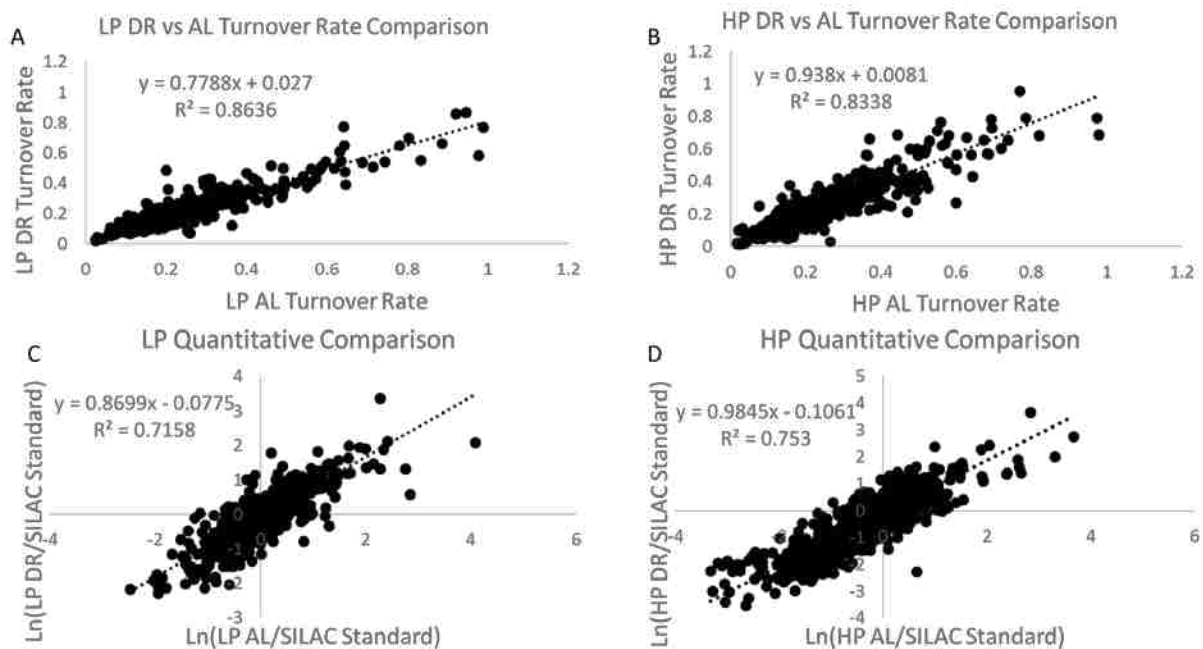 A
LP DR vs AL Turnover Rate Comparison
LP DR Turnover Rate
1.2
1
0.8
0.6
0.4
0.2
0
y = 0.7788x + 0.027
R² = 0.8636
0 0.2 0.4 0.6 0.8 1 1.2
LP AL Turnover Rate
B
HP DR vs AL Turnover Rate Comparison
HP DR Turnover Rate
1.2
1
0.8
0.6
0.4
0.2
0
y = 0.938x + 0.0081
R² = 0.8338
0 0.2 0.4 0.6 0.8 1 1.2
HP AL Turnover Rate
C
LP Quantitative Comparison
Ln(LP DR/SILAC Standard)
y = 0.8699x - 0.0775
R² = 0.7158
4
3
2
1
0
-1
-3
-4 -2 0 2 4 6
Ln(LP AL/SILAC Standard)
D
HP Quantitative Comparison
Ln(HP DR/SILAC Standard)
y = 0.9845x - 0.1061
R² = 0.753
5
4
3
2
1
0
-1
-2
-3
-4
-4 0 2 4 6
Ln(HP AL/SILAC Standard)